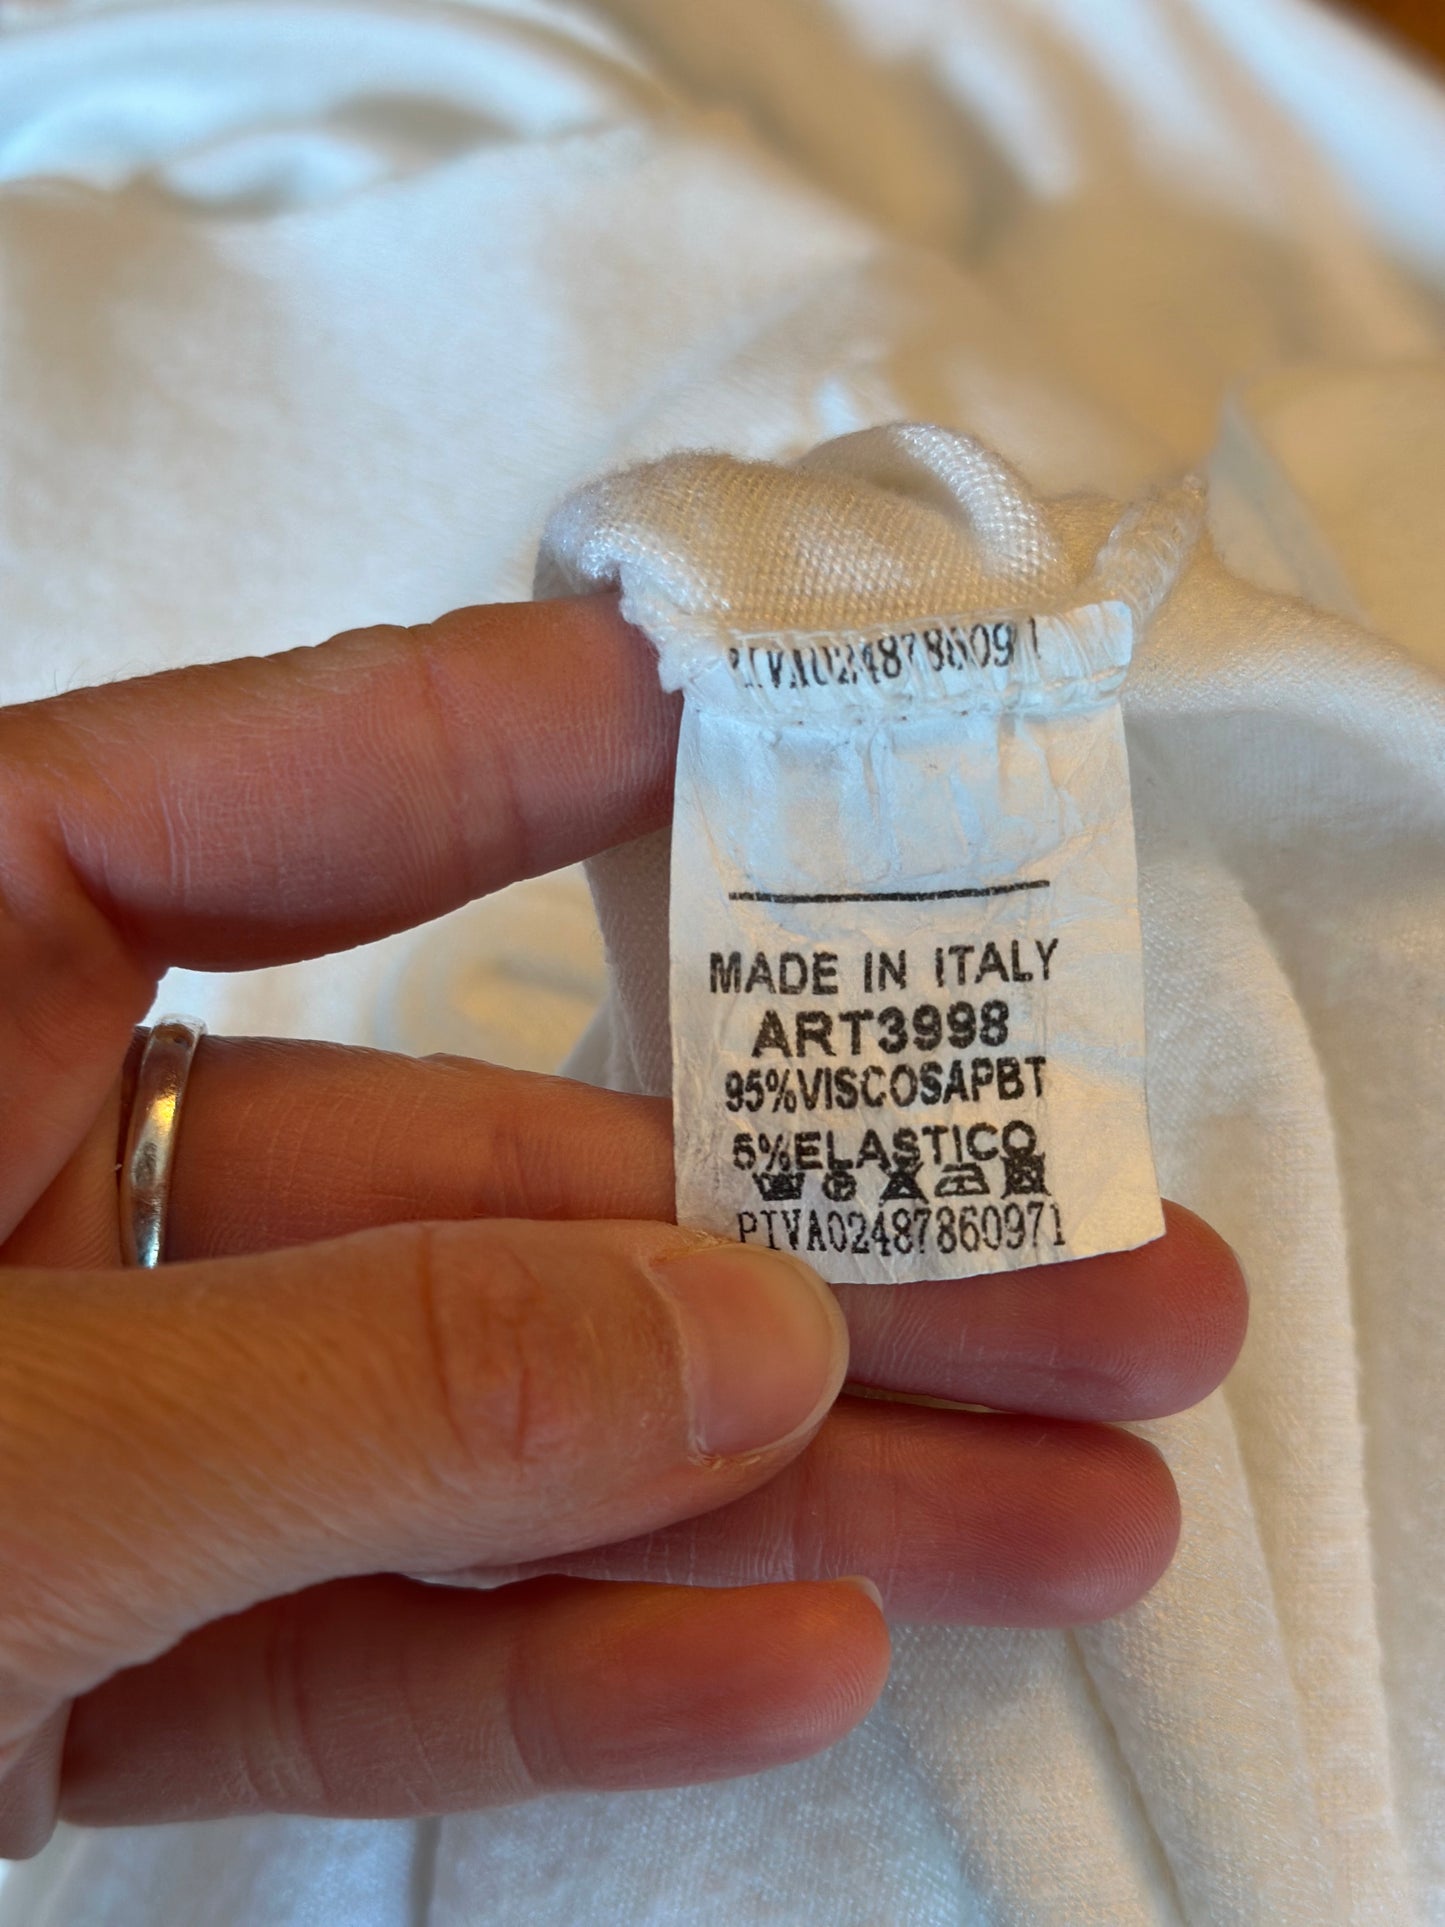 PIVA02487860971
MADE IN ITALY
ART3998
95%VISCOSAPBT
5%ELASTICO
PIVA02487860971